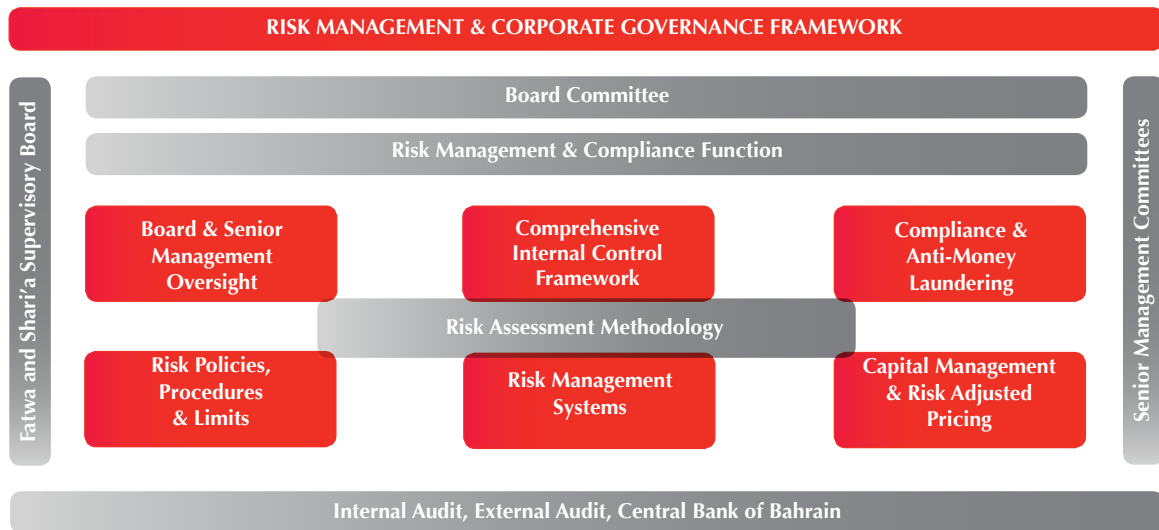 RISK MANAGEMENT & CORPORATE GOVERNANCE FRAMEWORK
Fatwa and Shari'a Supervisory Board
Board Committee
Risk Management & Compliance Function
Board & Senior
Management
Oversight
Comprehensive
Internal Control
Framework
Compliance &
Anti-Money
Laundering
Risk Assessment Methodology
Risk Policies,
Procedures
& Limits
Risk Management
Systems
Capital Management
& Risk Adjusted
Pricing
Senior Management Committees
Internal Audit, External Audit, Central Bank of Bahrain